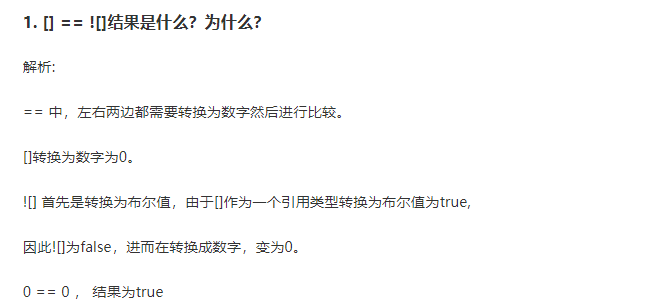 1. [] == ![]结果是什么？为什么？
解析:
== 中，左右两边都需要转换为数字然后进行比较。
[]转换为数字为0。
![] 首先是转换为布尔值，由于[]作为一个引用类型转换为布尔值为true,
因此![]为false，进而在转换成数字，变为0。
0 == 0 ， 结果为true